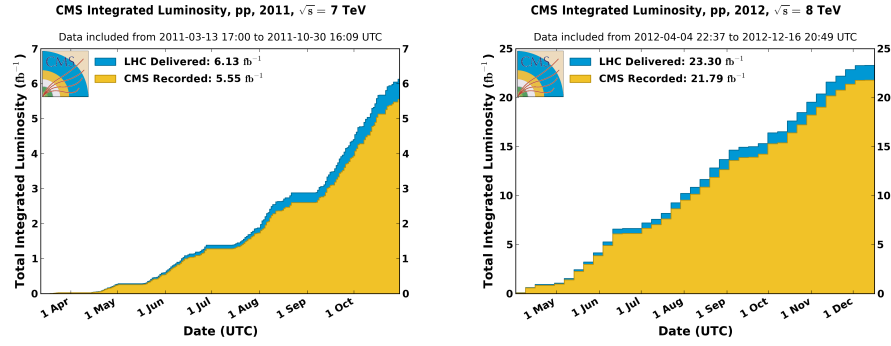 CMS Integrated Luminosity, pp, 2011, √s = 7 TeV
Data included from 2011-03-13 17:00 to 2011-10-30 16:09 UTC
CMS
LHC Delivered: 6.13 fb⁻¹
CMS Recorded: 5.55 fb⁻¹
Total Integrated Luminosity (fb⁻¹)
7
6
5
4
3
2
1
0
7
6
5
4
3
2
1
0
1 Apr
1 May
1 Jun
1 Jul
1 Aug
1 Sep
1 Oct
Date (UTC)
CMS Integrated Luminosity, pp, 2012, √s = 8 TeV
Data included from 2012-04-04 22:37 to 2012-12-16 20:49 UTC
CMS
LHC Delivered: 23.30 fb⁻¹
CMS Recorded: 21.79 fb⁻¹
Total Integrated Luminosity (fb⁻¹)
25
20
15
10
5
0
25
20
15
10
5
0
1 May
1 Jun
1 Jul
1 Aug
1 Sep
1 Oct
1 Nov
1 Dec
Date (UTC)